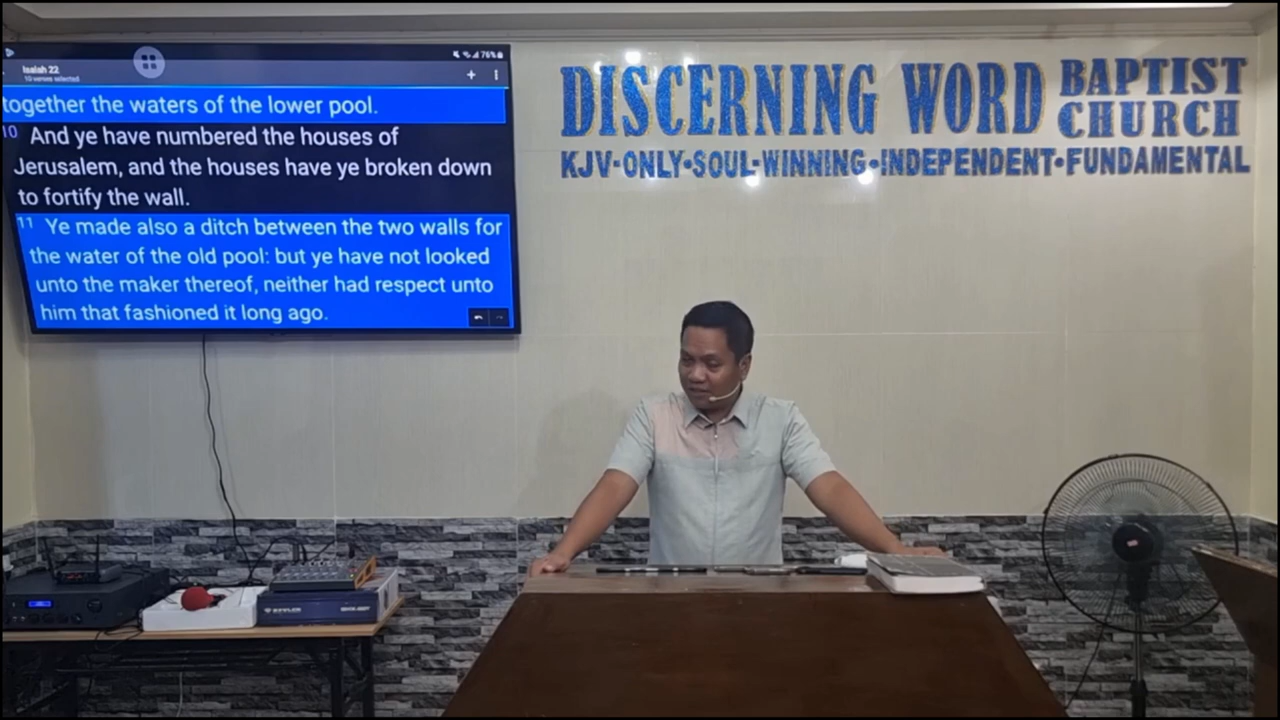 Isaiah 22
10 verses selected
76%
together the waters of the lower pool.
10 And ye have numbered the houses of
Jerusalem, and the houses have ye broken down
to fortify the wall.
11 Ye made also a ditch between the two walls for
the water of the old pool: but ye have not looked
unto the maker thereof, neither had respect unto
him that fashioned it long ago.
DISCERNING WORD BAPTIST
CHURCH
KJV-ONLY•SOUL-WINNING•INDEPENDENT•FUNDAMENTAL